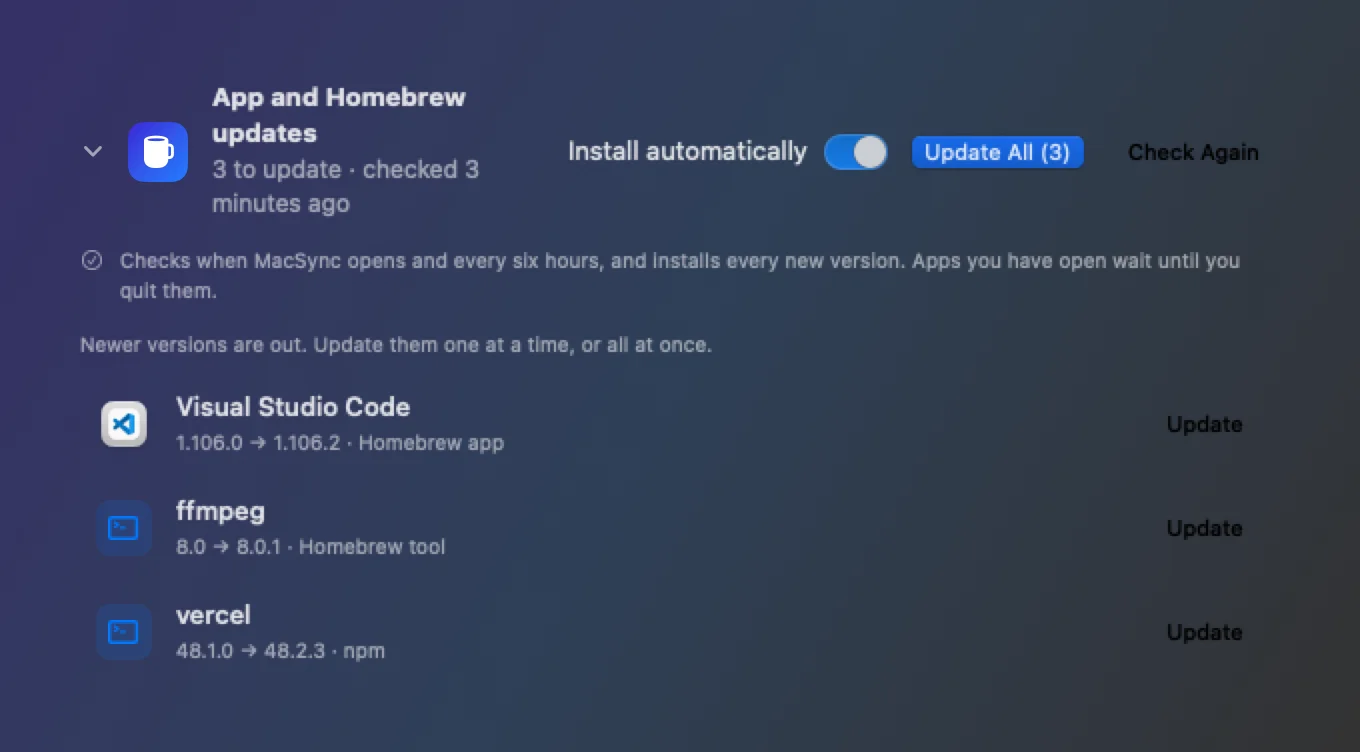 App and Homebrew
updates
3 to update · checked 3
minutes ago
Install automatically
Update All (3)
Check Again
Checks when MacSync opens and every six hours, and installs every new version. Apps you have open wait until you
quit them.
Newer versions are out. Update them one at a time, or all at once.
Visual Studio Code
1.106.0 → 1.106.2 · Homebrew app
Update
ffmpeg
8.0 → 8.0.1 · Homebrew tool
Update
vercel
48.1.0 → 48.2.3 · npm
Update